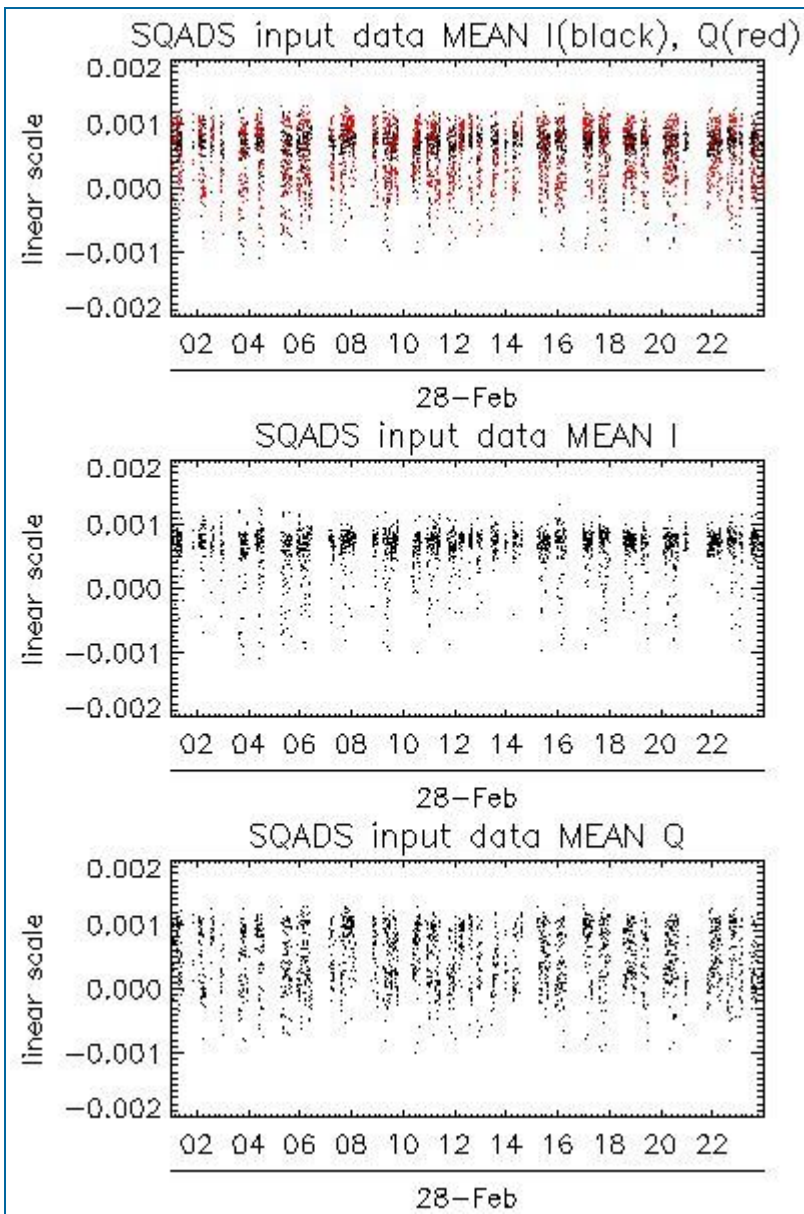 SQADS input data MEAN I(black), Q(red)
0.002
0.001
0.000
−0.001
−0.002
linear scale
02 04 06 08 10 12 14 16 18 20 22
28-Feb
SQADS input data MEAN I
0.002
0.001
0.000
−0.001
−0.002
linear scale
02 04 06 08 10 12 14 16 18 20 22
28-Feb
SQADS input data MEAN Q
0.002
0.001
0.000
−0.001
−0.002
linear scale
02 04 06 08 10 12 14 16 18 20 22
28-Feb